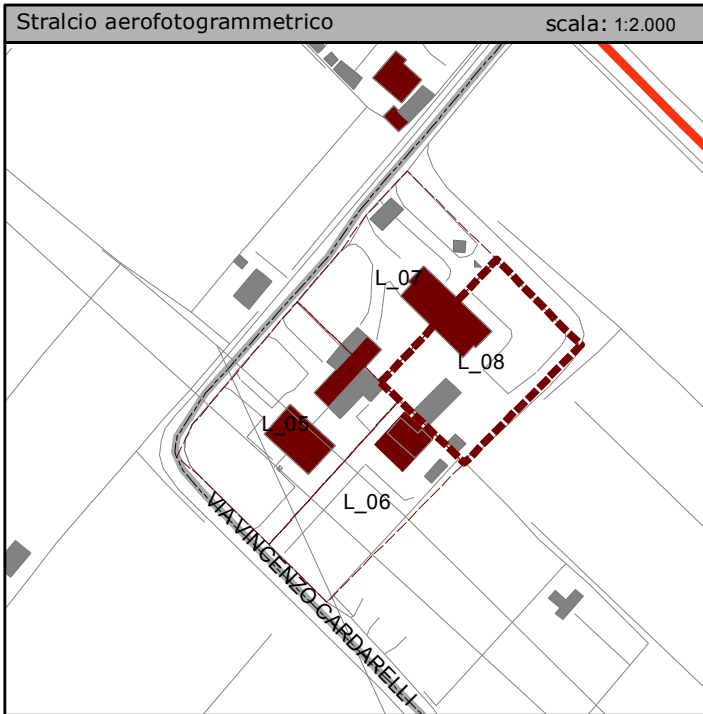 Stralcio aerofotogrammetrico
scala: 1:2.000
L_07
L_08
L_05
L_06
VIA VINCENZO CARDARELLI